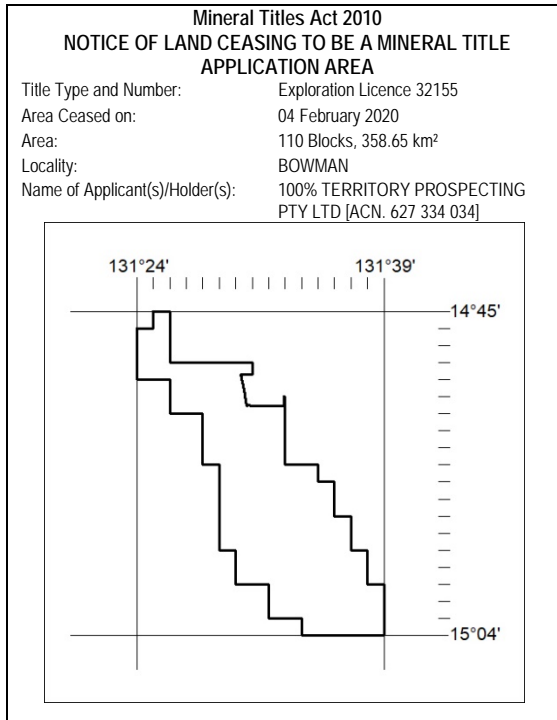 Mineral Titles Act 2010
NOTICE OF LAND CEASING TO BE A MINERAL TITLE
APPLICATION AREA
Title Type and Number: Exploration Licence 32155
Area Ceased on: 04 February 2020
Area: 110 Blocks, 358.65 km²
Locality: BOWMAN
Name of Applicant(s)/Holder(s): 100% TERRITORY PROSPECTING
PTY LTD [ACN. 627 334 034]
131°24' 131°39'
14°45'
15°04'